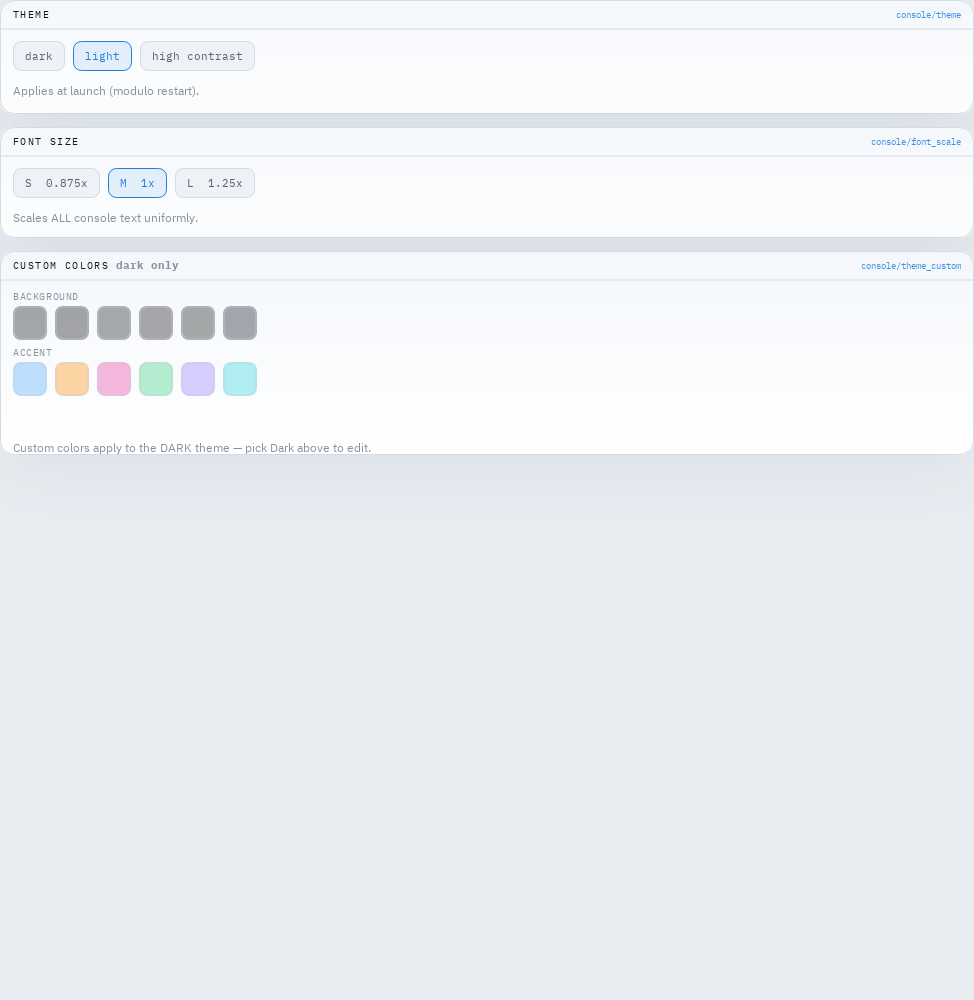 THEME console/theme
dark light high contrast
Applies at launch (modulo restart).
FONT SIZE console/font_scale
S 0.875x M 1x L 1.25x
Scales ALL console text uniformly.
CUSTOM COLORS dark only console/theme_custom
BACKGROUND
ACCENT
Custom colors apply to the DARK theme — pick Dark above to edit.